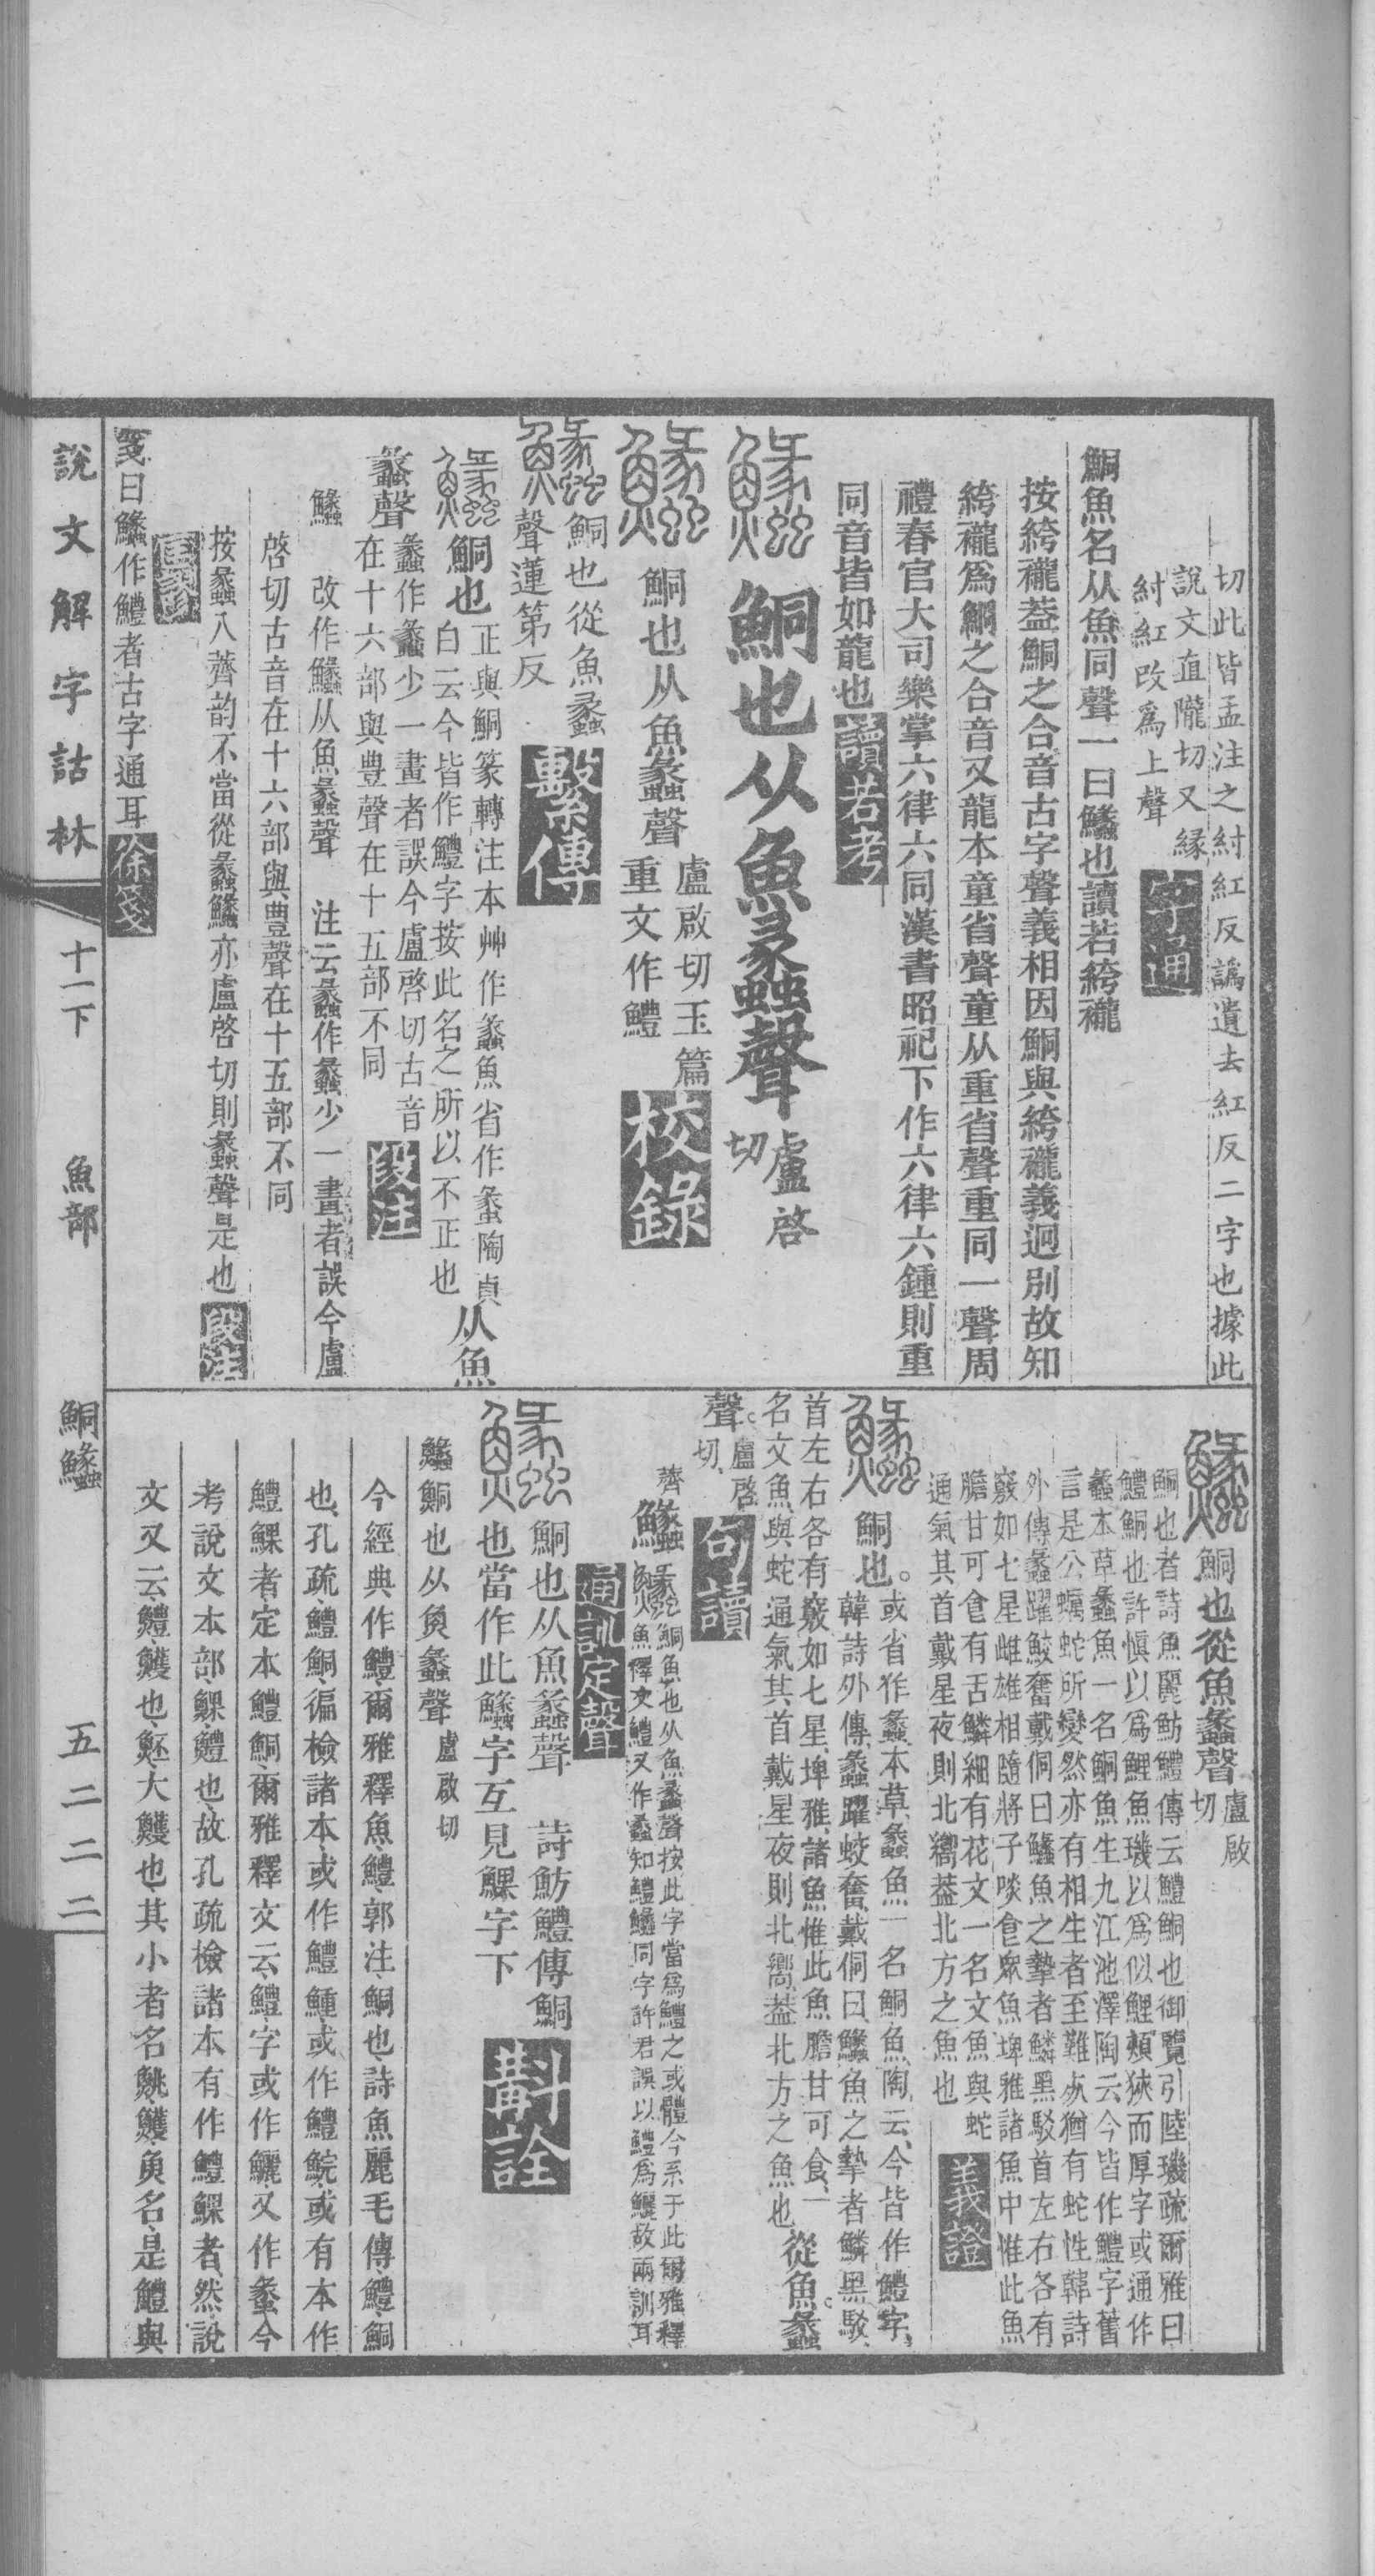 切此皆孟注之紂紅反譌遺去紅反二字也據此
說文直隴切又緣
紂紅改爲上聲
鮦魚名从魚同聲一曰鱶也讀若絝襱
按絝襱蓋鮦之合音古字聲義相因鮦與絝襱義迥別故知
絝襱爲鮦之合音又龍本童省聲童从重省聲重同一聲周
禮春官大司樂掌六律六同漢書昭祀下作六律六鍾則重
同音皆如龍也 讀若考
鮦也从魚蠡聲 盧啓切
鮦也从魚蠡聲 盧啟切玉篇
重文作鱧 校錄
鮦也從魚蠡
聲蓮第反 繫傳
鮦也 正與鮦篆轉注本艸作蠡魚省作蠡陶貞
白云今皆作鱧字按此名之所以不正也 从魚
蠡聲 蠡作蠡少一畫者誤今盧啓切古音
在十六部與豊聲在十五部不同 段注
改作鱺从魚蠡聲 注云蠡作蠡少一畫者誤今盧
啓切古音在十六部與豊聲在十五部不同
按蠡入薺韵不當從蠡鱺亦盧啓切則蠡聲是也 段注
箋曰鱺作鱧者古字通耳 徐箋
說文解字詁林 十一下 魚部 鮦鱺 五二二二
鮦也從魚蠡聲 盧啟切
鮦也者詩魚麗魴鱧傳云鱧鮦也御覽引陸璣疏爾雅曰
鱧鮦也許愼以爲鯉魚璣以爲似鯉頰狹而厚字或通作
蠡本草蠡魚一名鮦魚生九江池澤陶云今皆作鱧字舊
言是公蠣蛇所變然亦有相生者至難死猶有蛇性韓詩
外傳蠡躍鮫奮戴侗曰鱺魚之摯者鱗黑駁首左右各有
竅如七星雌雄相隨將子啖食眾魚埤雅諸魚中惟此魚
膽甘可食有舌鱗細有花文一名文魚與蛇
通氣其首戴星夜則北嚮蓋北方之魚也 義證
鮦也。或省作蠡本草蠡魚一名鮦魚陶云今皆作鱧字
韓詩外傳蠡躍蛟奮戴侗曰鱺魚之摯者鱗黑駁
首左右各有竅如七星埤雅諸魚惟此魚膽甘可食一
名文魚與蛇通氣其首戴星夜則北嚮蓋北方之魚也 從魚蠡
聲。盧啓切 句讀
薺 鱺 鮦魚也从魚蠡聲按此字當爲鱧之或體今系于此爾雅釋
魚釋文鱧又作蠡知鱧鱺同字許君誤以鱧爲鱯故兩訓耳
通訓定聲
鮦也从魚蠡聲 詩魴鱧傳鮦
也當作此鱺字互見鰥字下 斠詮
鱺鮦也从魚蠡聲 盧啟切
今經典作鱧爾雅釋魚鱧郭注鮦也詩魚麗毛傳鱧鮦
也孔疏鱧鮦徧檢諸本或作鱧鯶或作鱧鯇或有本作
鱧鰥者定本鱧鮦爾雅釋文云鱧字或作鱺又作蠡今
考說文本部鰥鱧也故孔疏檢諸本有作鱧鰥者然說
文又云鱧鱯也魾大鱯也其小者名鮡鱯魚名是鱧與